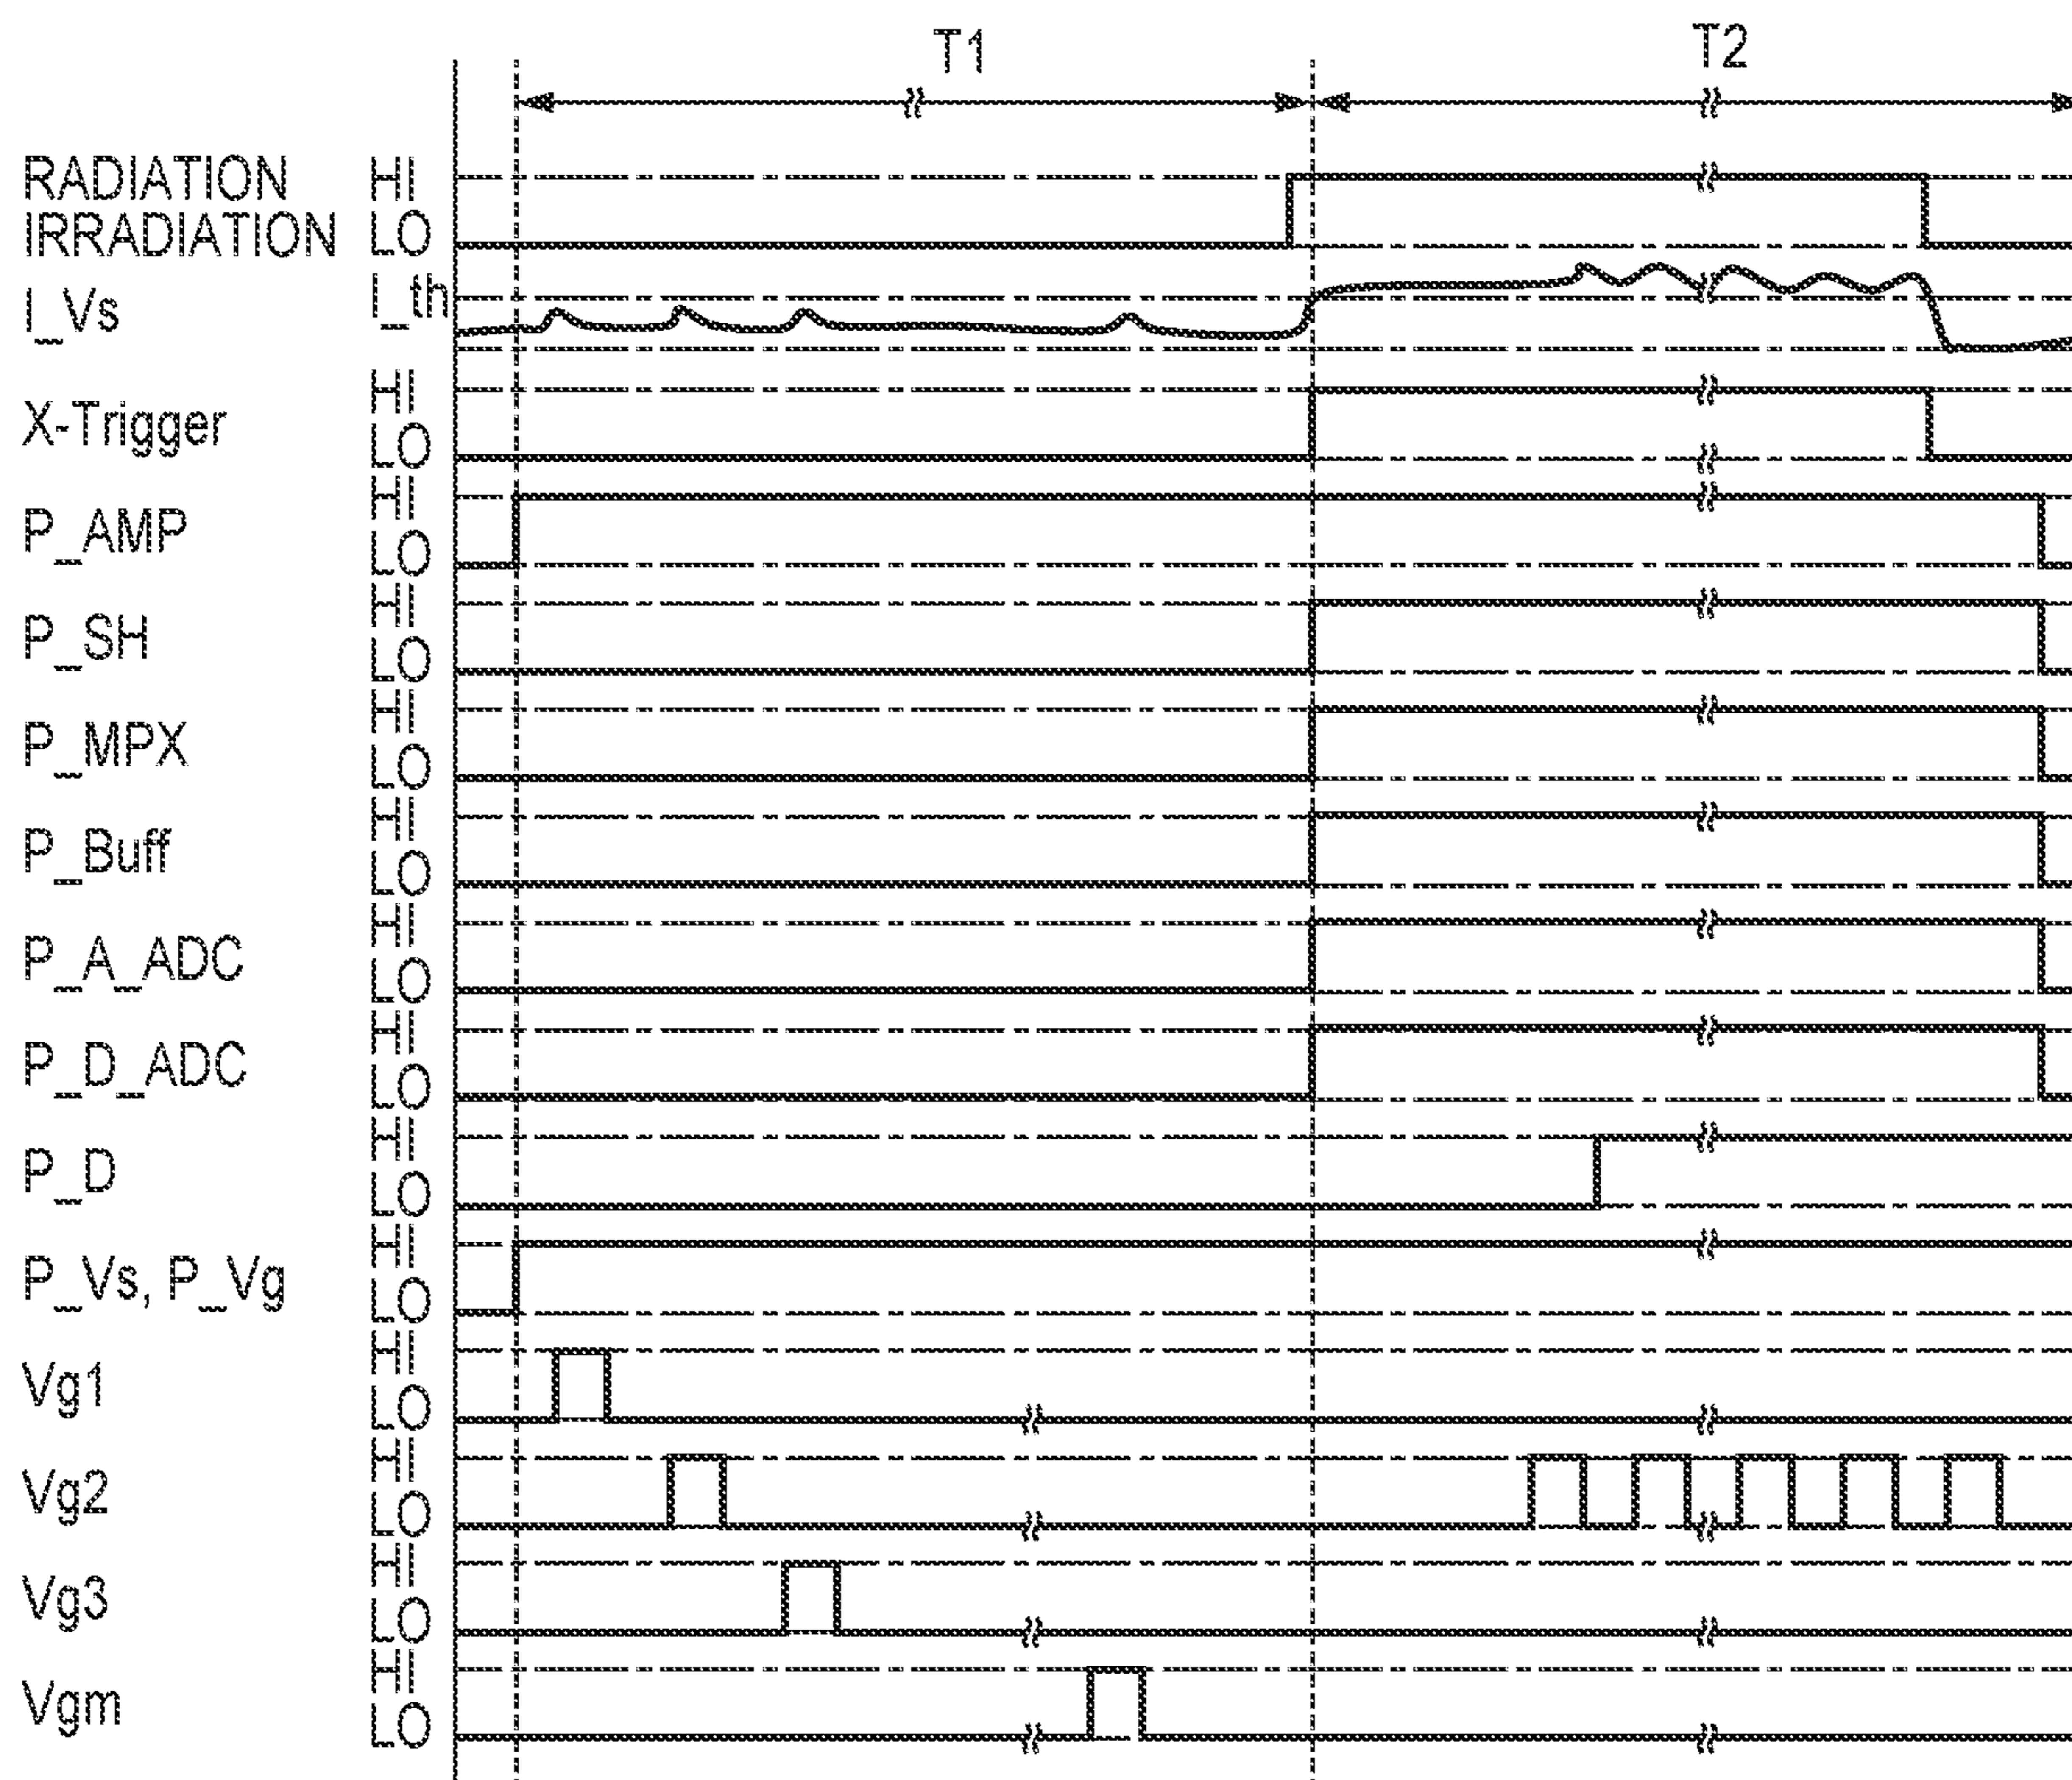 T1 T2
RADIATION HI
IRRADIATION LO
I_Vs I_th
X-Trigger HI LO
P_AMP HI LO
P_SH HI LO
P_MPX HI LO
P_Buff HI LO
P_A_ADC HI LO
P_D_ADC HI LO
P_D HI LO
P_Vs, P_Vg HI LO
Vg1 HI LO
Vg2 HI LO
Vg3 HI LO
Vgm HI LO